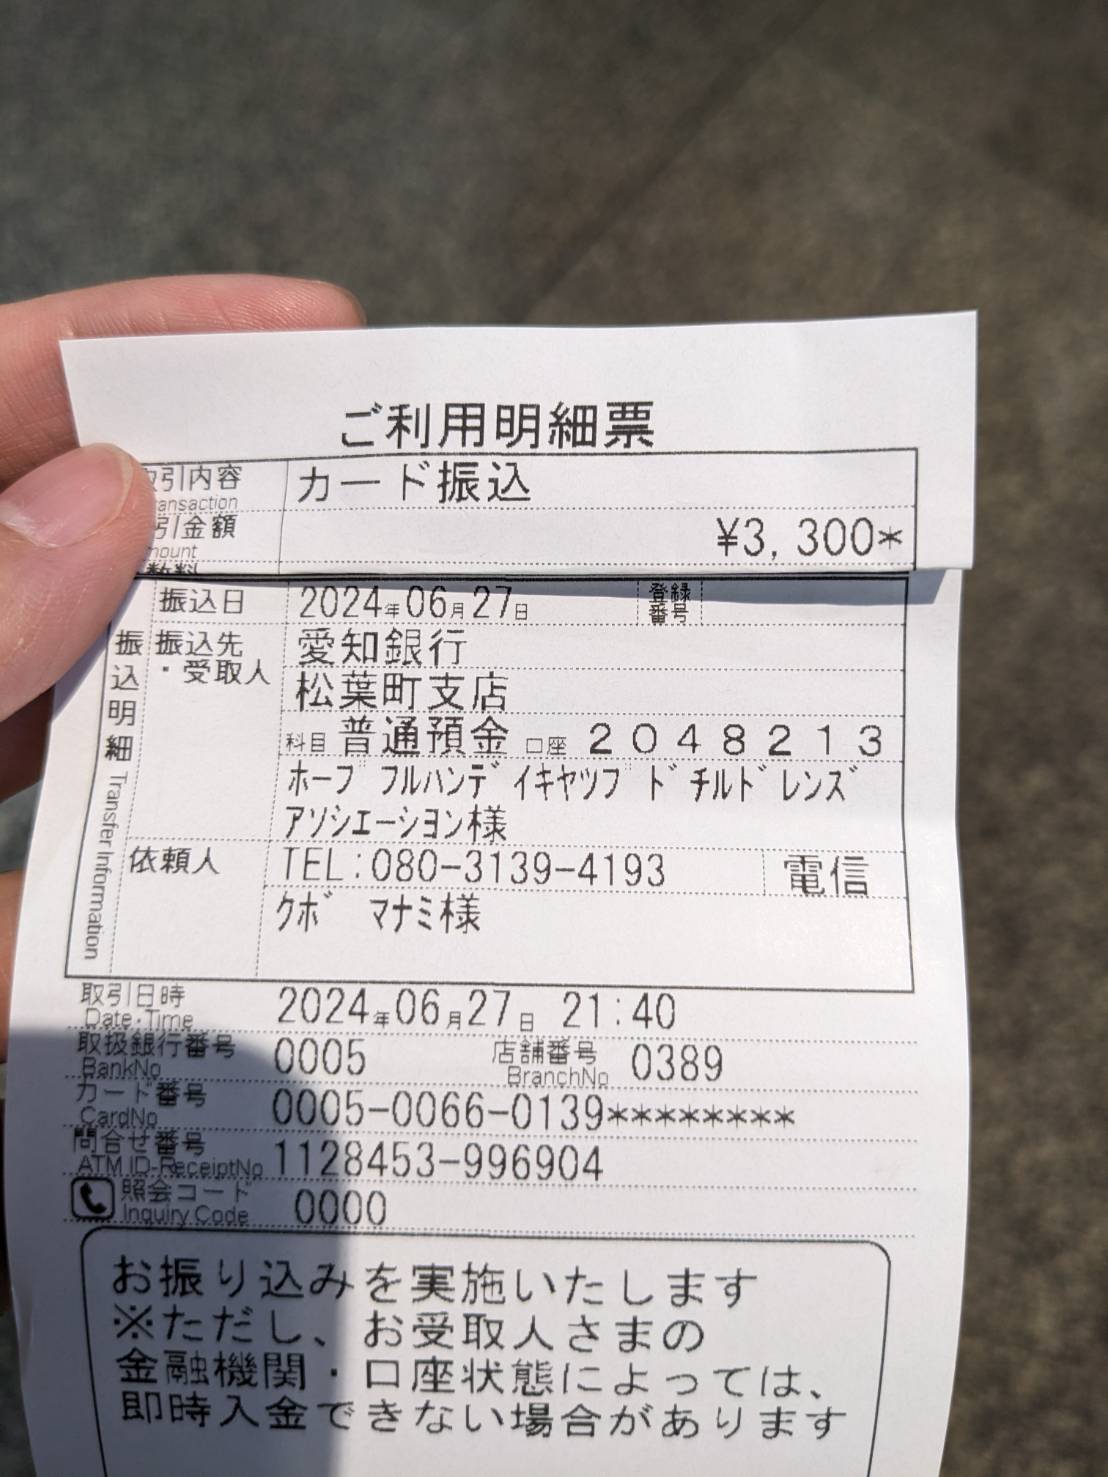 ご利用明細票
取引内容 カード振込
ansaction
引金額 ¥3,300*
mount
振込日 2024年06月27日 登録番号
振込明細 Transfer Information
振込先・受取人 愛知銀行
松葉町支店
科目 普通預金 口座 2048213
ホープフルハンディキャップドチルドレンズ
アソシエーション様
依頼人 TEL:080-3139-4193 電信
クボ マナミ様
取引日時 2024年06月27日 21:40
Date・Time
取扱銀行番号 0005 店舗番号 0389
BankNo BranchNo
カード番号 0005-0066-0139********
CardNo
問合せ番号 1128453-996904
ATM ID-ReceiptNo
照会コード 0000
Inquiry Code
お振り込みを実施いたします
※ただし、お受取人さまの
金融機関・口座状態によっては、
即時入金できない場合があります